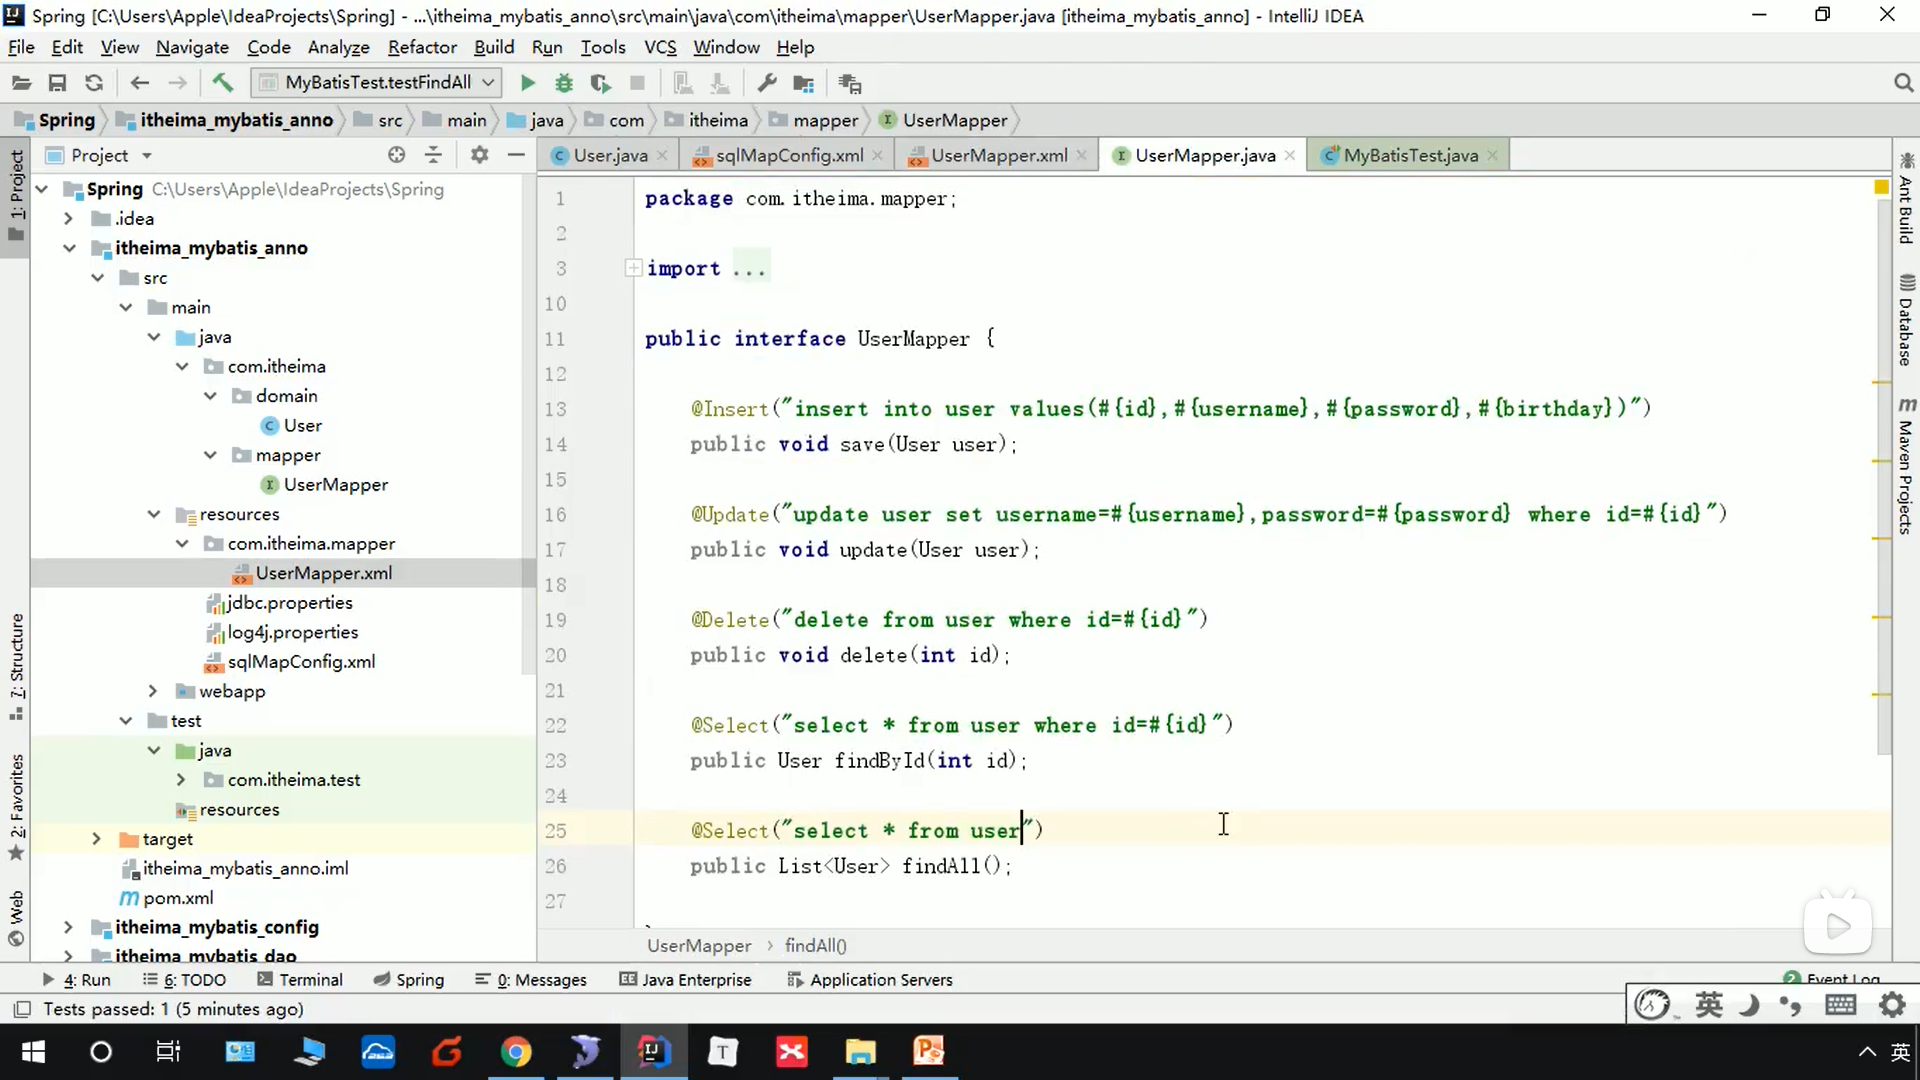 Spring [C:\Users\Apple\IdeaProjects\Spring] - ...\itheima_mybatis_anno\src\main\java\com\itheima\mapper\UserMapper.java [itheima_mybatis_anno] - IntelliJ IDEA
File Edit View Navigate Code Analyze Refactor Build Run Tools VCS Window Help
MyBatisTest.testFindAll
Spring itheima_mybatis_anno src main java com itheima mapper UserMapper
Project
User.java sqlMapConfig.xml UserMapper.xml UserMapper.java MyBatisTest.java
1: Project
7: Structure
2: Favorites
Web
Spring C:\Users\Apple\IdeaProjects\Spring
.idea
itheima_mybatis_anno
src
main
java
com.itheima
domain
User
mapper
UserMapper
resources
com.itheima.mapper
UserMapper.xml
jdbc.properties
log4j.properties
sqlMapConfig.xml
webapp
test
java
com.itheima.test
resources
target
itheima_mybatis_anno.iml
pom.xml
itheima_mybatis_config
itheima_mybatis_dao
1 package com.itheima.mapper;
2
3 import ...
10
11 public interface UserMapper {
12
13 @Insert("insert into user values(#{id},#{username},#{password},#{birthday})")
14 public void save(User user);
15
16 @Update("update user set username=#{username},password=#{password} where id=#{id}")
17 public void update(User user);
18
19 @Delete("delete from user where id=#{id}")
20 public void delete(int id);
21
22 @Select("select * from user where id=#{id}")
23 public User findById(int id);
24
25 @Select("select * from user")
26 public List<User> findAll();
27
UserMapper > findAll()
Ant Build
Database
Maven Projects
4: Run 6: TODO Terminal Spring 0: Messages Java Enterprise Application Servers 2 Event Log
Tests passed: 1 (5 minutes ago)
英
英